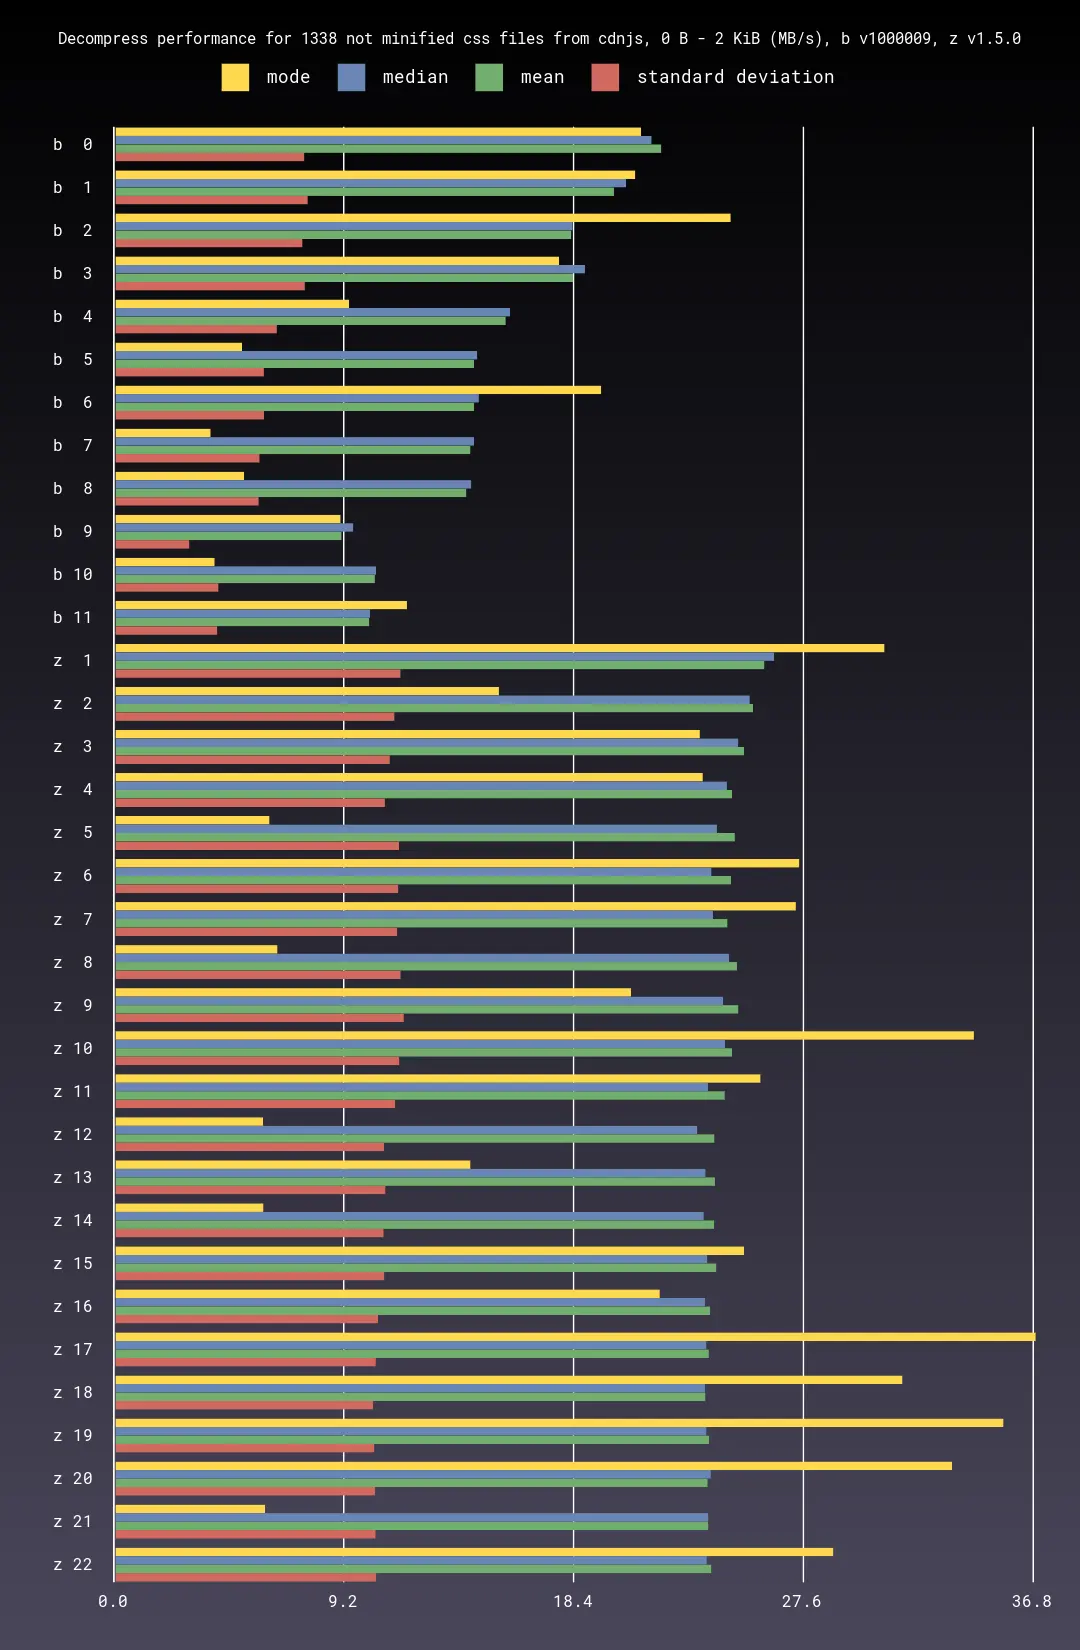 Decompress performance for 1338 not minified css files from cdnjs, 0 B - 2 KiB (MB/s), b v1000009, z v1.5.0
mode median mean standard deviation
b 0
b 1
b 2
b 3
b 4
b 5
b 6
b 7
b 8
b 9
b 10
b 11
z 1
z 2
z 3
z 4
z 5
z 6
z 7
z 8
z 9
z 10
z 11
z 12
z 13
z 14
z 15
z 16
z 17
z 18
z 19
z 20
z 21
z 22
0.0 9.2 18.4 27.6 36.8